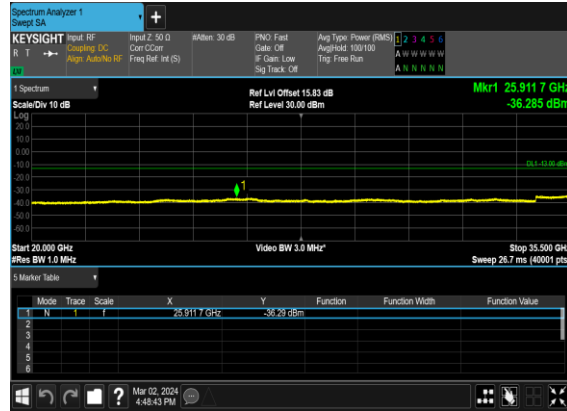 Spectrum Analyzer 1
Swept SA
+
KEYSIGHT Input: RF Input Z: 50 Ω #Atten: 30 dB PNO: Fast Avg Type: Power (RMS) 1 2 3 4 5 6
R T Coupling: DC Corr CCorr Gate: Off Avg|Hold: 100/100 A W W W W W
Align: Auto/No RF Freq Ref: Int (S) IF Gain: Low Trig: Free Run
Sig Track: Off A N N N N N
1 Spectrum Ref Lvl Offset 15.83 dB Mkr1 25.911 7 GHz
Scale/Div 10 dB Ref Level 30.00 dBm -36.285 dBm
Log
20.0
10.0
0.00
-10.0 DL1 -13.00 dBm
-20.0
-30.0 1
-40.0
-50.0
-60.0
Start 20.000 GHz Video BW 3.0 MHz* Stop 35.500 GHz
#Res BW 1.0 MHz Sweep 26.7 ms (40001 pts)
5 Marker Table
Mode Trace Scale X Y Function Function Width Function Value
1 N 1 f 25.911 7 GHz -36.29 dBm
2
3
4
5
6
? Mar 02, 2024
4:48:43 PM